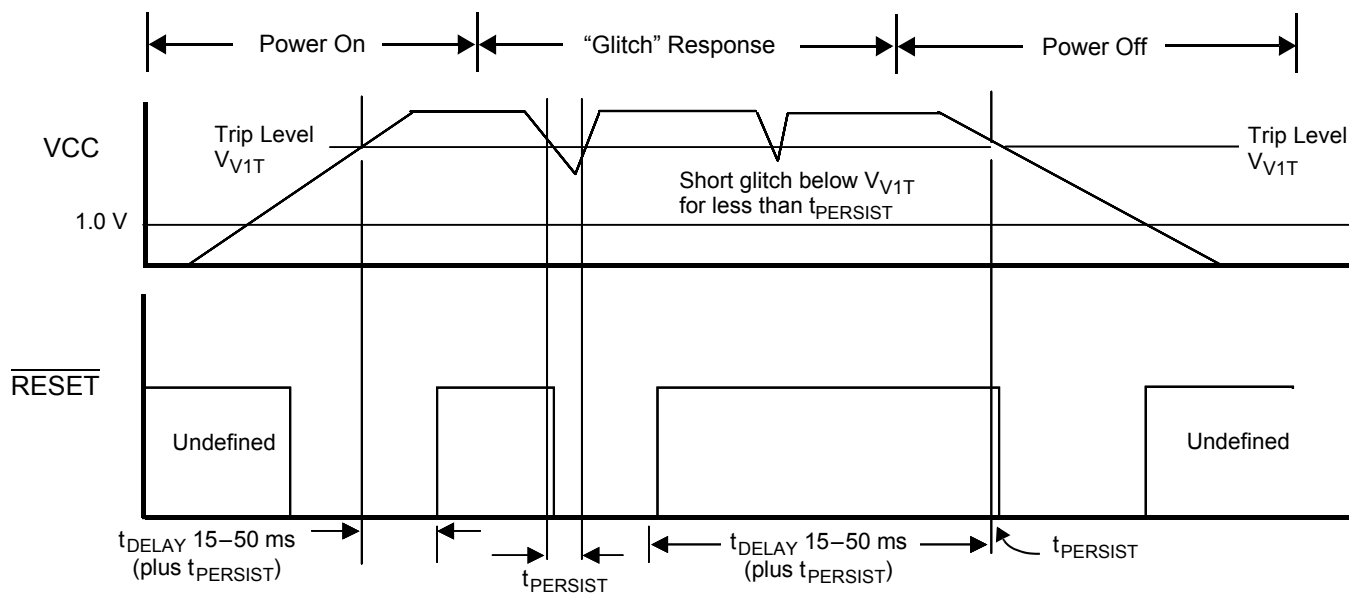 Power On
“Glitch” Response
Power Off
VCC
Trip Level
VV1T
Trip Level
VV1T
Short glitch below VV1T
for less than tPERSIST
1.0 V
RESET
Undefined
Undefined
tDELAY 15–50 ms
(plus tPERSIST)
tPERSIST
tDELAY 15–50 ms
(plus tPERSIST)
tPERSIST